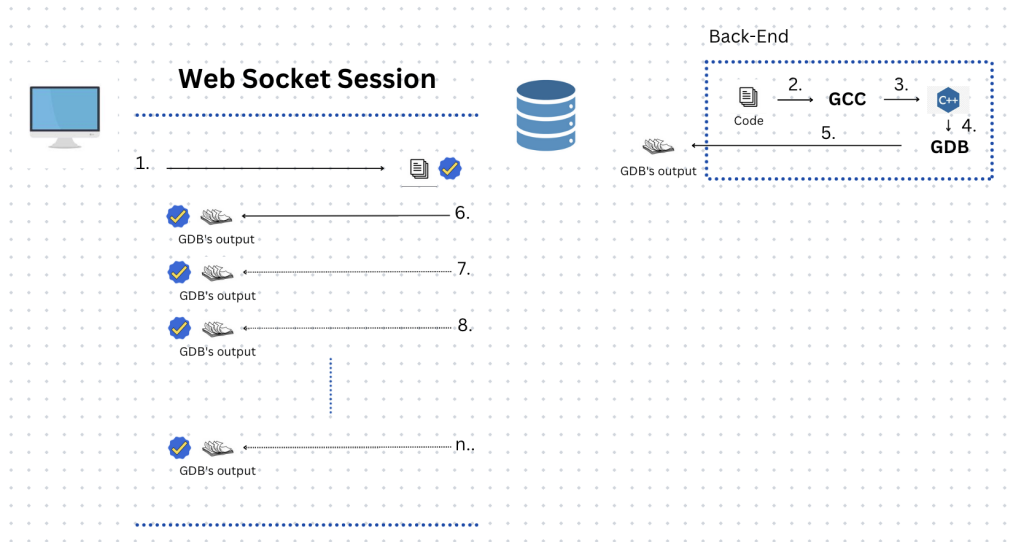 Back-End
Web Socket Session
2.
GCC
3.
C++
Code
4.
5.
GDB
1.
GDB's output
6.
GDB's output
7.
GDB's output
8.
GDB's output
n..
GDB's output